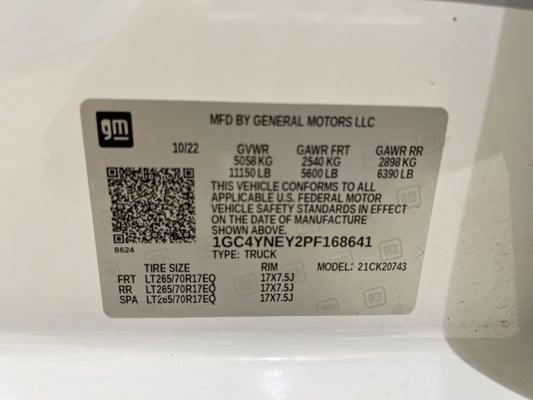 gm
MFD BY GENERAL MOTORS LLC
10/22 GVWR GAWR FRT GAWR RR
5058 KG 2540 KG 2898 KG
11150 LB 5600 LB 6390 LB
THIS VEHICLE CONFORMS TO ALL
APPLICABLE U.S. FEDERAL MOTOR
VEHICLE SAFETY STANDARDS IN EFFECT
ON THE DATE OF MANUFACTURE
SHOWN ABOVE.
8624
1GC4YNEY2PF168641
TYPE: TRUCK
TIRE SIZE RIM MODEL: 21CK20743
FRT LT265/70R17EQ 17X7.5J
RR LT265/70R17EQ 17X7.5J
SPA LT265/70R17EQ 17X7.5J